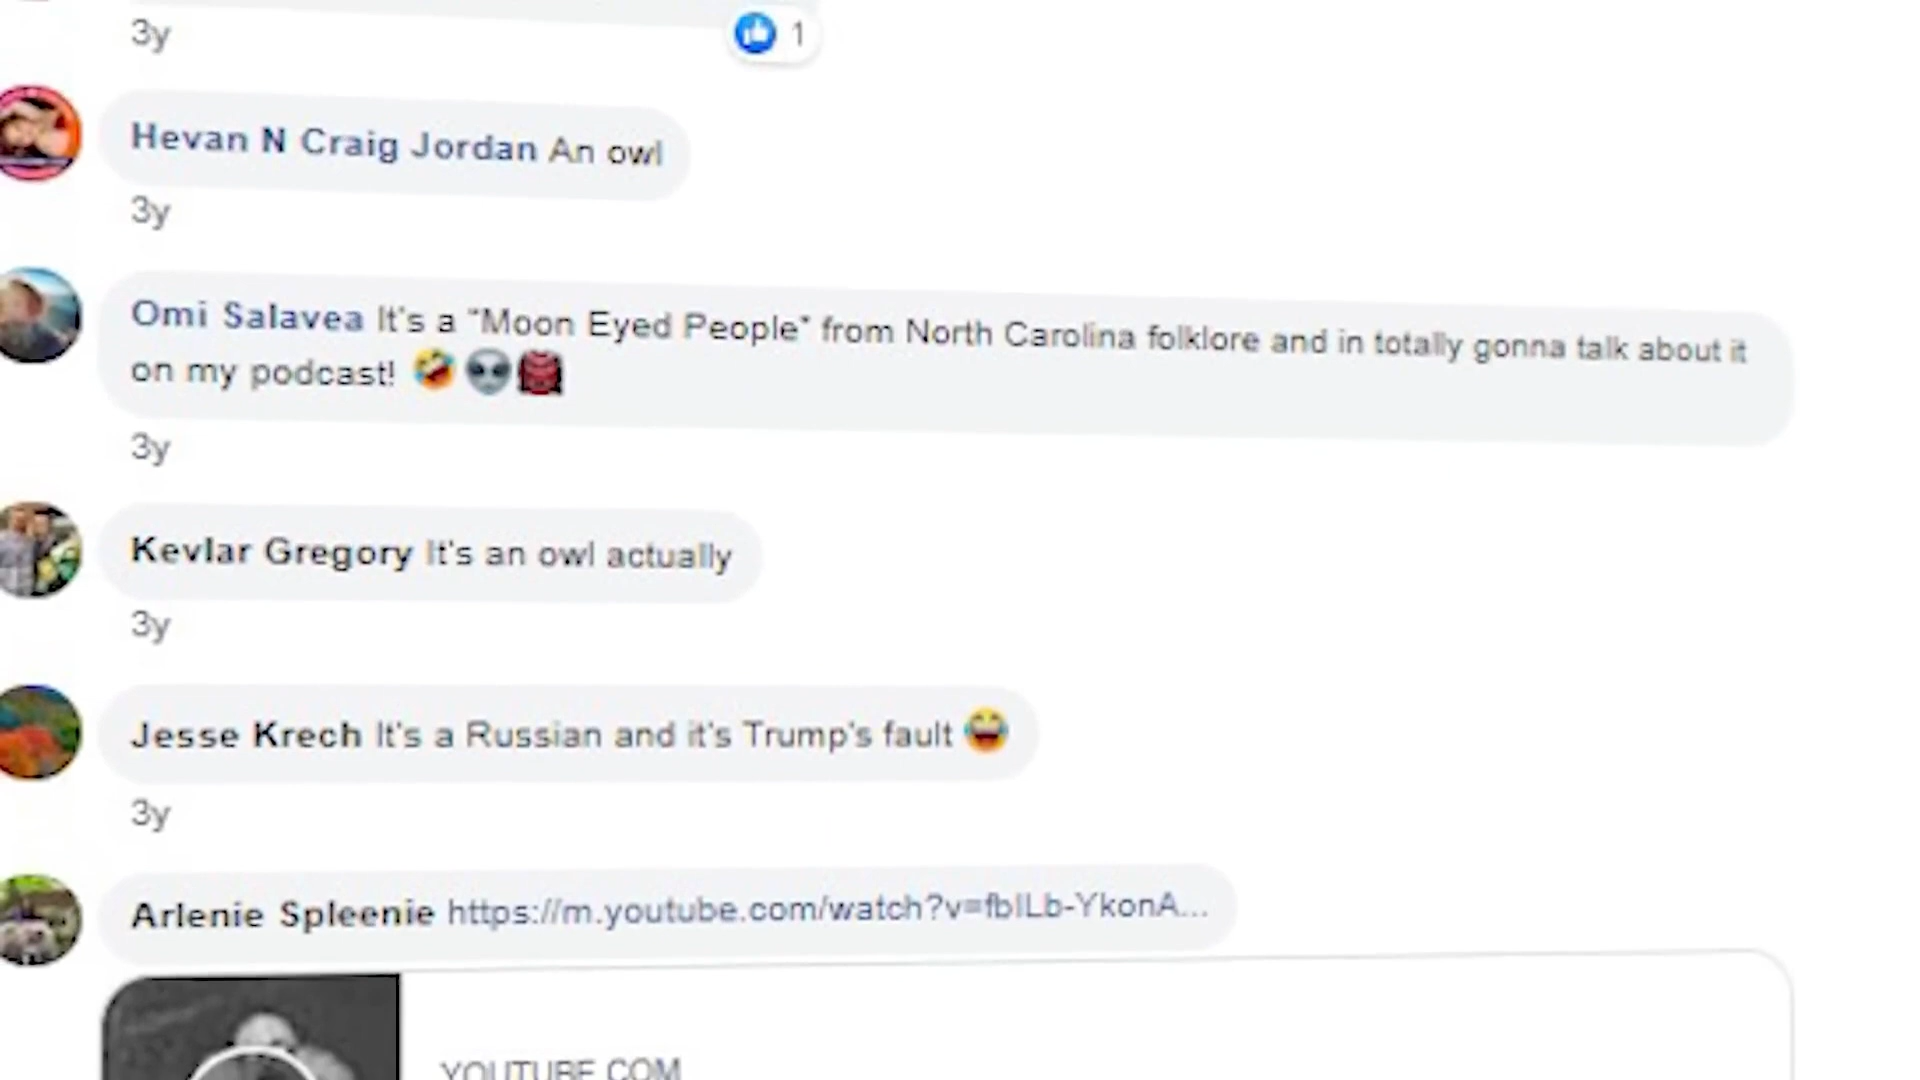 3y
1
Hevan N Craig Jordan An owl
3y
Omi Salavea It's a "Moon Eyed People" from North Carolina folklore and in totally gonna talk about it
on my podcast! 🤣👽👹
3y
Kevlar Gregory It's an owl actually
3y
Jesse Krech It's a Russian and it's Trump's fault 😂
3y
Arlenie Spleenie https://m.youtube.com/watch?v=fbILb-YkonA...
YOUTUBE.COM